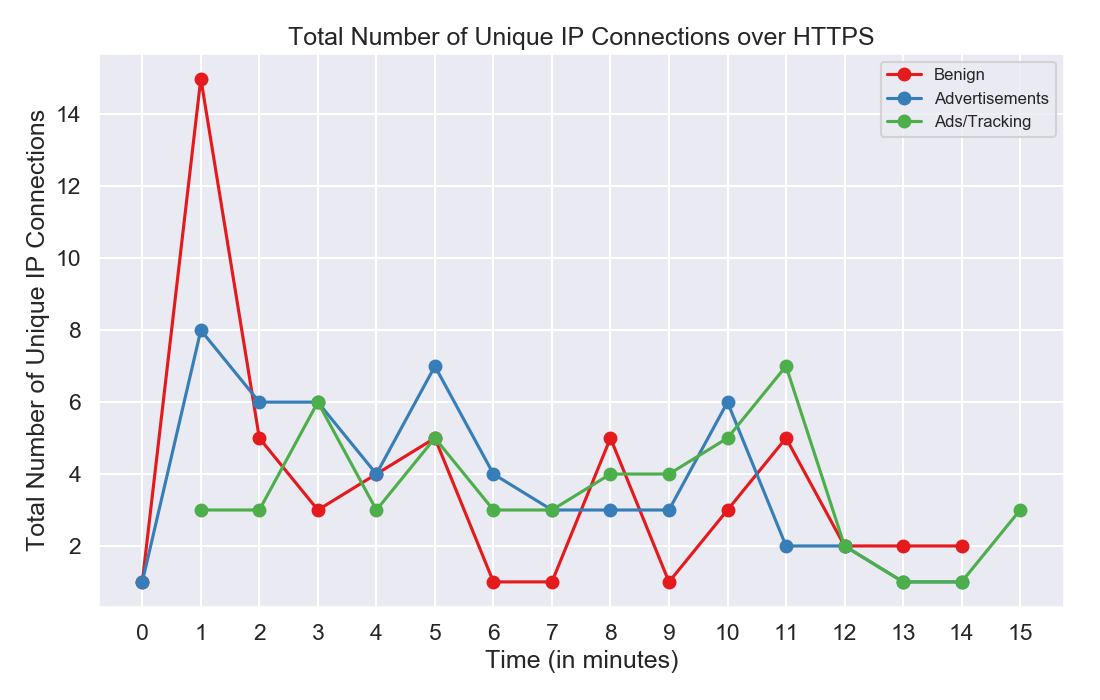 Total Number of Unique IP Connections over HTTPS
Benign
Advertisements
Ads/Tracking
Total Number of Unique IP Connections
14
12
10
8
6
4
2
0 1 2 3 4 5 6 7 8 9 10 11 12 13 14 15
Time (in minutes)